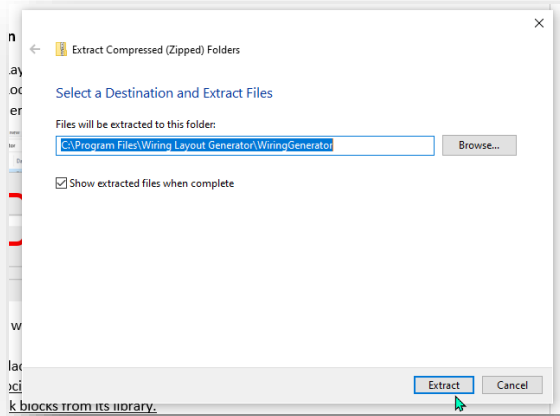 Extract Compressed (Zipped) Folders
Select a Destination and Extract Files
Files will be extracted to this folder:
C:\Program Files\Wiring Layout Generator\WiringGenerator
Browse...
Show extracted files when complete
Extract
Cancel
k blocks from its library.